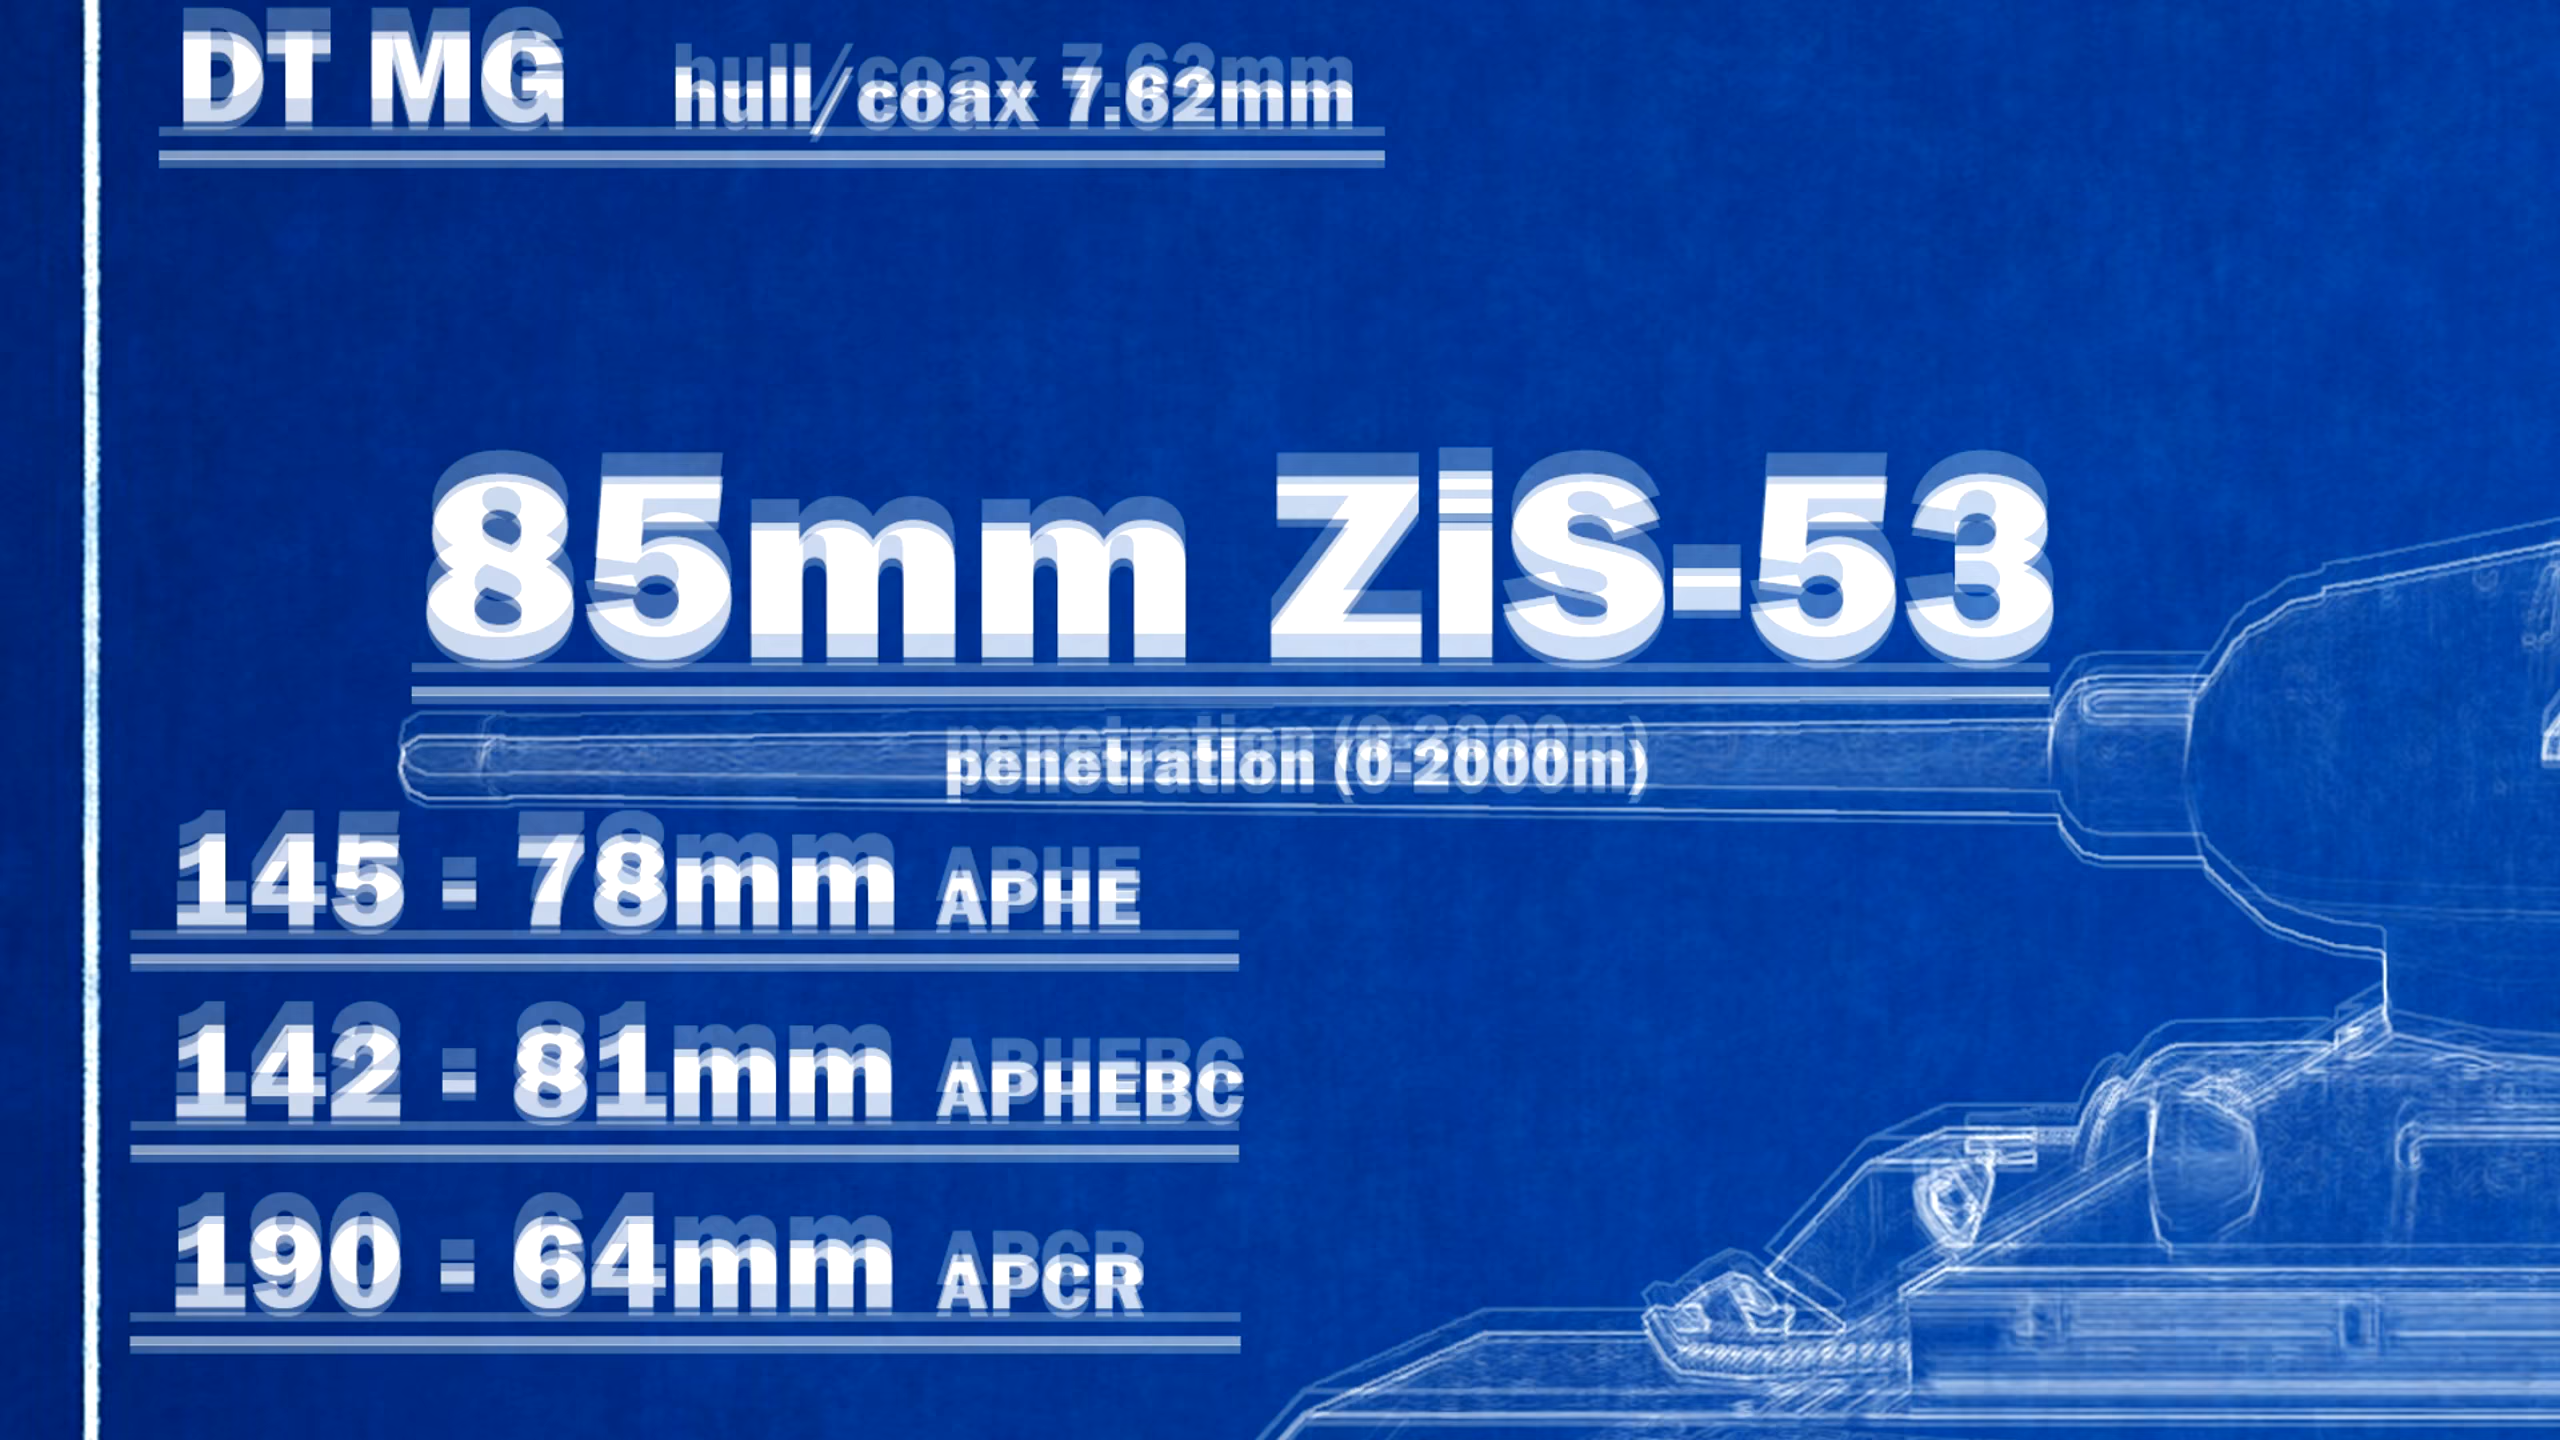 DT MG hull/coax 7.62mm
85mm ZiS-53
penetration (0-2000m)
145 - 78mm APHE
142 - 81mm APHEBC
190 - 64mm APCR